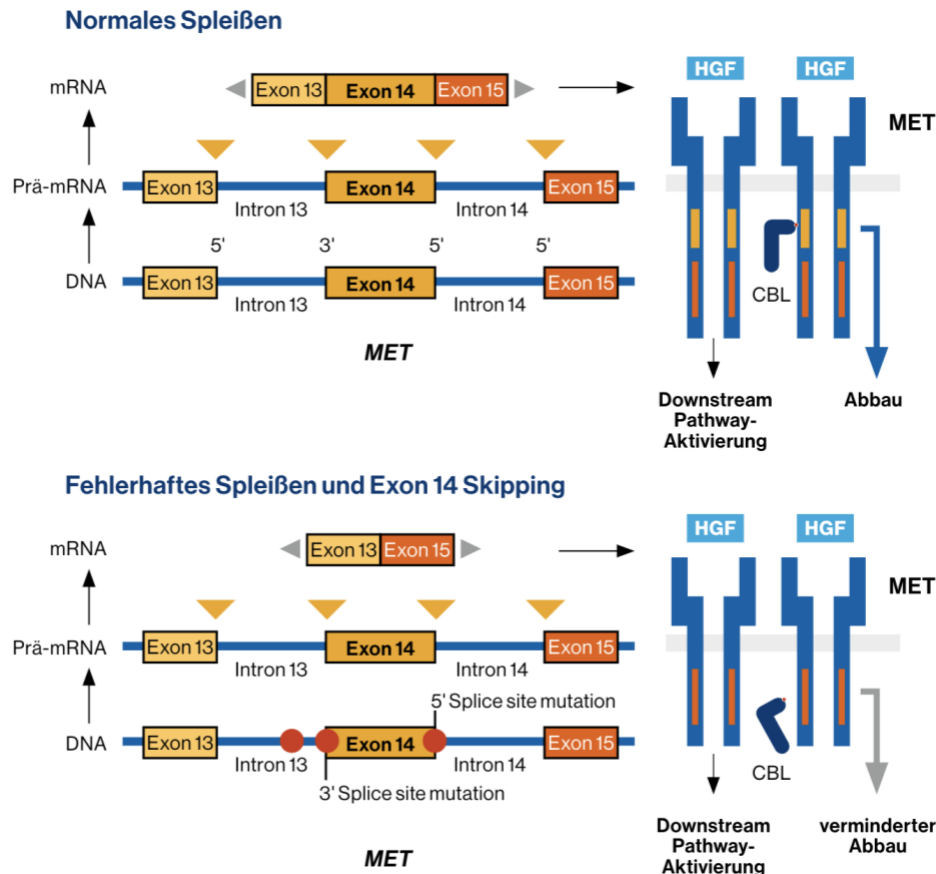 Normales Spleißen
mRNA
Exon 13 Exon 14 Exon 15
HGF HGF
MET
Prä-mRNA
Exon 13 Exon 14 Exon 15
Intron 13 Intron 14
5' 3' 5' 5'
DNA
Exon 13 Exon 14 Exon 15
Intron 13 Intron 14
CBL
MET
Downstream
Pathway-
Aktivierung
Abbau
Fehlerhaftes Spleißen und Exon 14 Skipping
mRNA
Exon 13 Exon 15
HGF HGF
MET
Prä-mRNA
Exon 13 Exon 14 Exon 15
Intron 13 Intron 14
5' Splice site mutation
DNA
Exon 13 Exon 14 Exon 15
Intron 13 Intron 14
3' Splice site mutation
CBL
MET
Downstream
Pathway-
Aktivierung
verminderter
Abbau